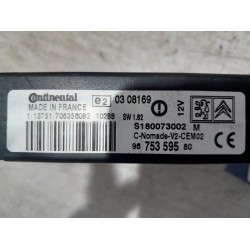 Continental
e2 03 08169
MADE IN FRANCE
12V
SW 1.82
S180073002 M
C-Nomade-V2-CEM02
96 753 595 80